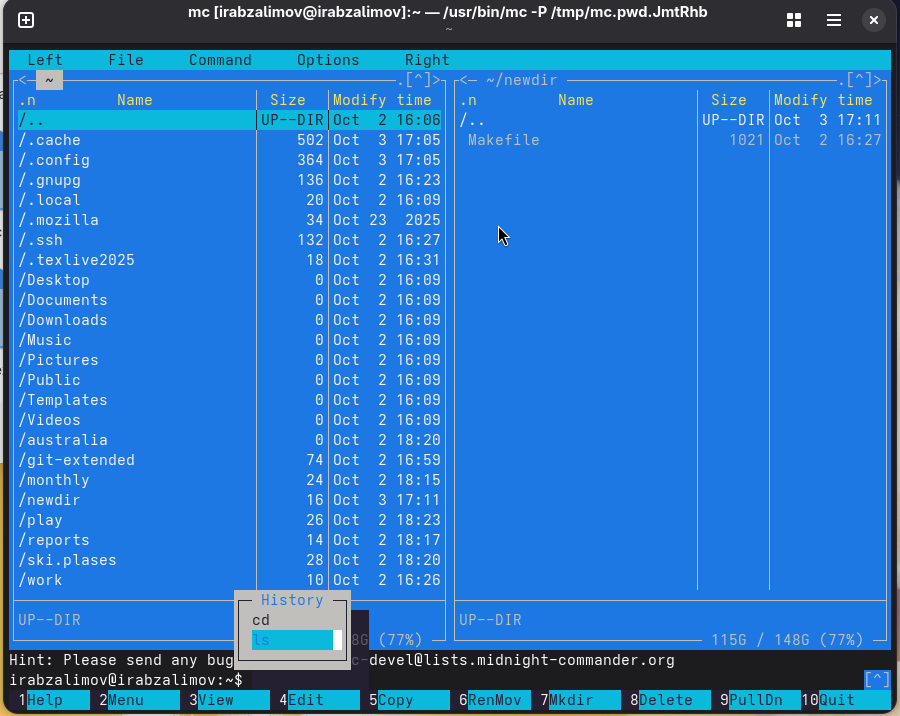 mc [irabzalimov@irabzalimov]:~ — /usr/bin/mc -P /tmp/mc.pwd.JmtRhb
~
Left File Command Options Right
<─ ~ .[^]> <─ ~/newdir .[^]>
.n Name Size Modify time .n Name Size Modify time
/.. UP--DIR Oct 2 16:06 /.. UP--DIR Oct 3 17:11
/.cache 502 Oct 3 17:05 Makefile 1021 Oct 2 16:27
/.config 364 Oct 3 17:05
/.gnupg 136 Oct 2 16:23
/.local 20 Oct 2 16:09
/.mozilla 34 Oct 23 2025
/.ssh 132 Oct 2 16:27
/.texlive2025 18 Oct 2 16:31
/Desktop 0 Oct 2 16:09
/Documents 0 Oct 2 16:09
/Downloads 0 Oct 2 16:09
/Music 0 Oct 2 16:09
/Pictures 0 Oct 2 16:09
/Public 0 Oct 2 16:09
/Templates 0 Oct 2 16:09
/Videos 0 Oct 2 16:09
/australia 0 Oct 2 18:20
/git-extended 74 Oct 2 16:59
/monthly 24 Oct 2 18:15
/newdir 16 Oct 3 17:11
/play 26 Oct 2 18:23
/reports 14 Oct 2 18:17
/ski.plases 28 Oct 2 18:20
/work 10 Oct 2 16:26
History
UP--DIR cd UP--DIR
ls 8G (77%) 115G / 148G (77%)
Hint: Please send any bug c-devel@lists.midnight-commander.org
irabzalimov@irabzalimov:~$ [^]
1Help 2Menu 3View 4Edit 5Copy 6RenMov 7Mkdir 8Delete 9PullDn 10Quit